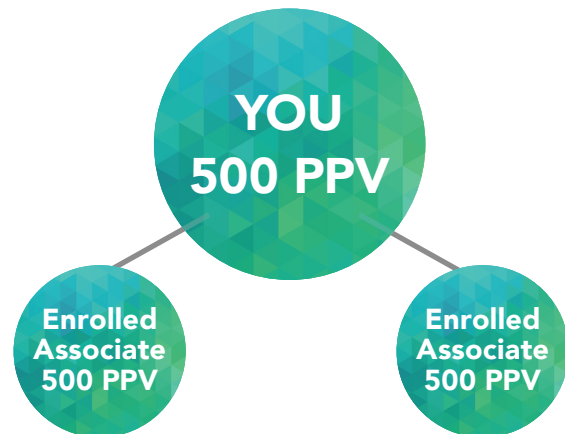 YOU
500 PPV
Enrolled
Associate
500 PPV
Enrolled
Associate
500 PPV